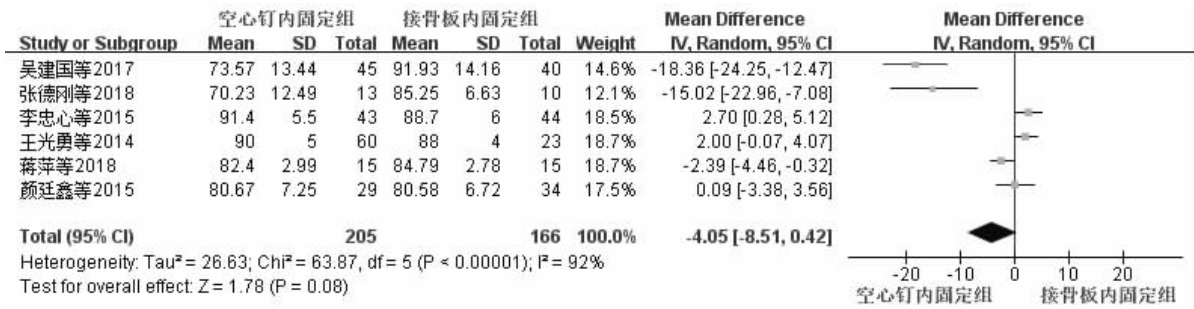 空心钉内固定组 接骨板内固定组 Mean Difference Mean Difference
Study or Subgroup Mean SD Total Mean SD Total Weight IV, Random, 95% CI IV, Random, 95% CI
吴建国等2017 73.57 13.44 45 91.93 14.16 40 14.6% -18.36 [-24.25, -12.47]
张德刚等2018 70.23 12.49 13 85.25 6.63 10 12.1% -15.02 [-22.96, -7.08]
李忠心等2015 91.4 5.5 43 88.7 6 44 18.5% 2.70 [0.28, 5.12]
王光勇等2014 90 5 60 88 4 23 18.7% 2.00 [-0.07, 4.07]
蒋萍等2018 82.4 2.99 15 84.79 2.78 15 18.7% -2.39 [-4.46, -0.32]
颜廷鑫等2015 80.67 7.25 29 80.58 6.72 34 17.5% 0.09 [-3.38, 3.56]
Total (95% CI) 205 166 100.0% -4.05 [-8.51, 0.42]
Heterogeneity: Tau² = 26.63; Chi² = 63.87, df = 5 (P < 0.00001); I² = 92%
Test for overall effect: Z = 1.78 (P = 0.08)
-20 -10 0 10 20
空心钉内固定组 接骨板内固定组